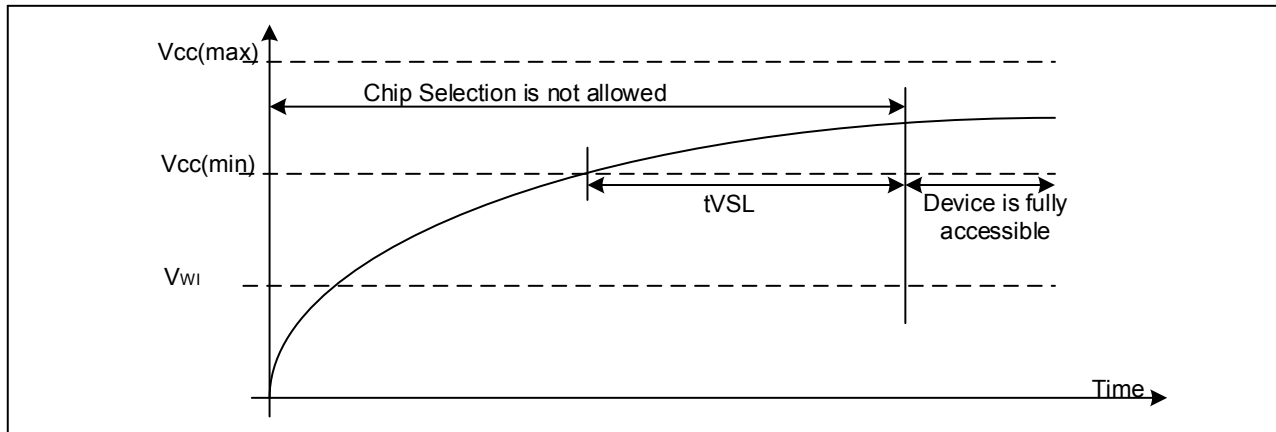 Vcc(max)
Chip Selection is not allowed
Vcc(min)
tVSL
Device is fully
accessible
VWI
Time